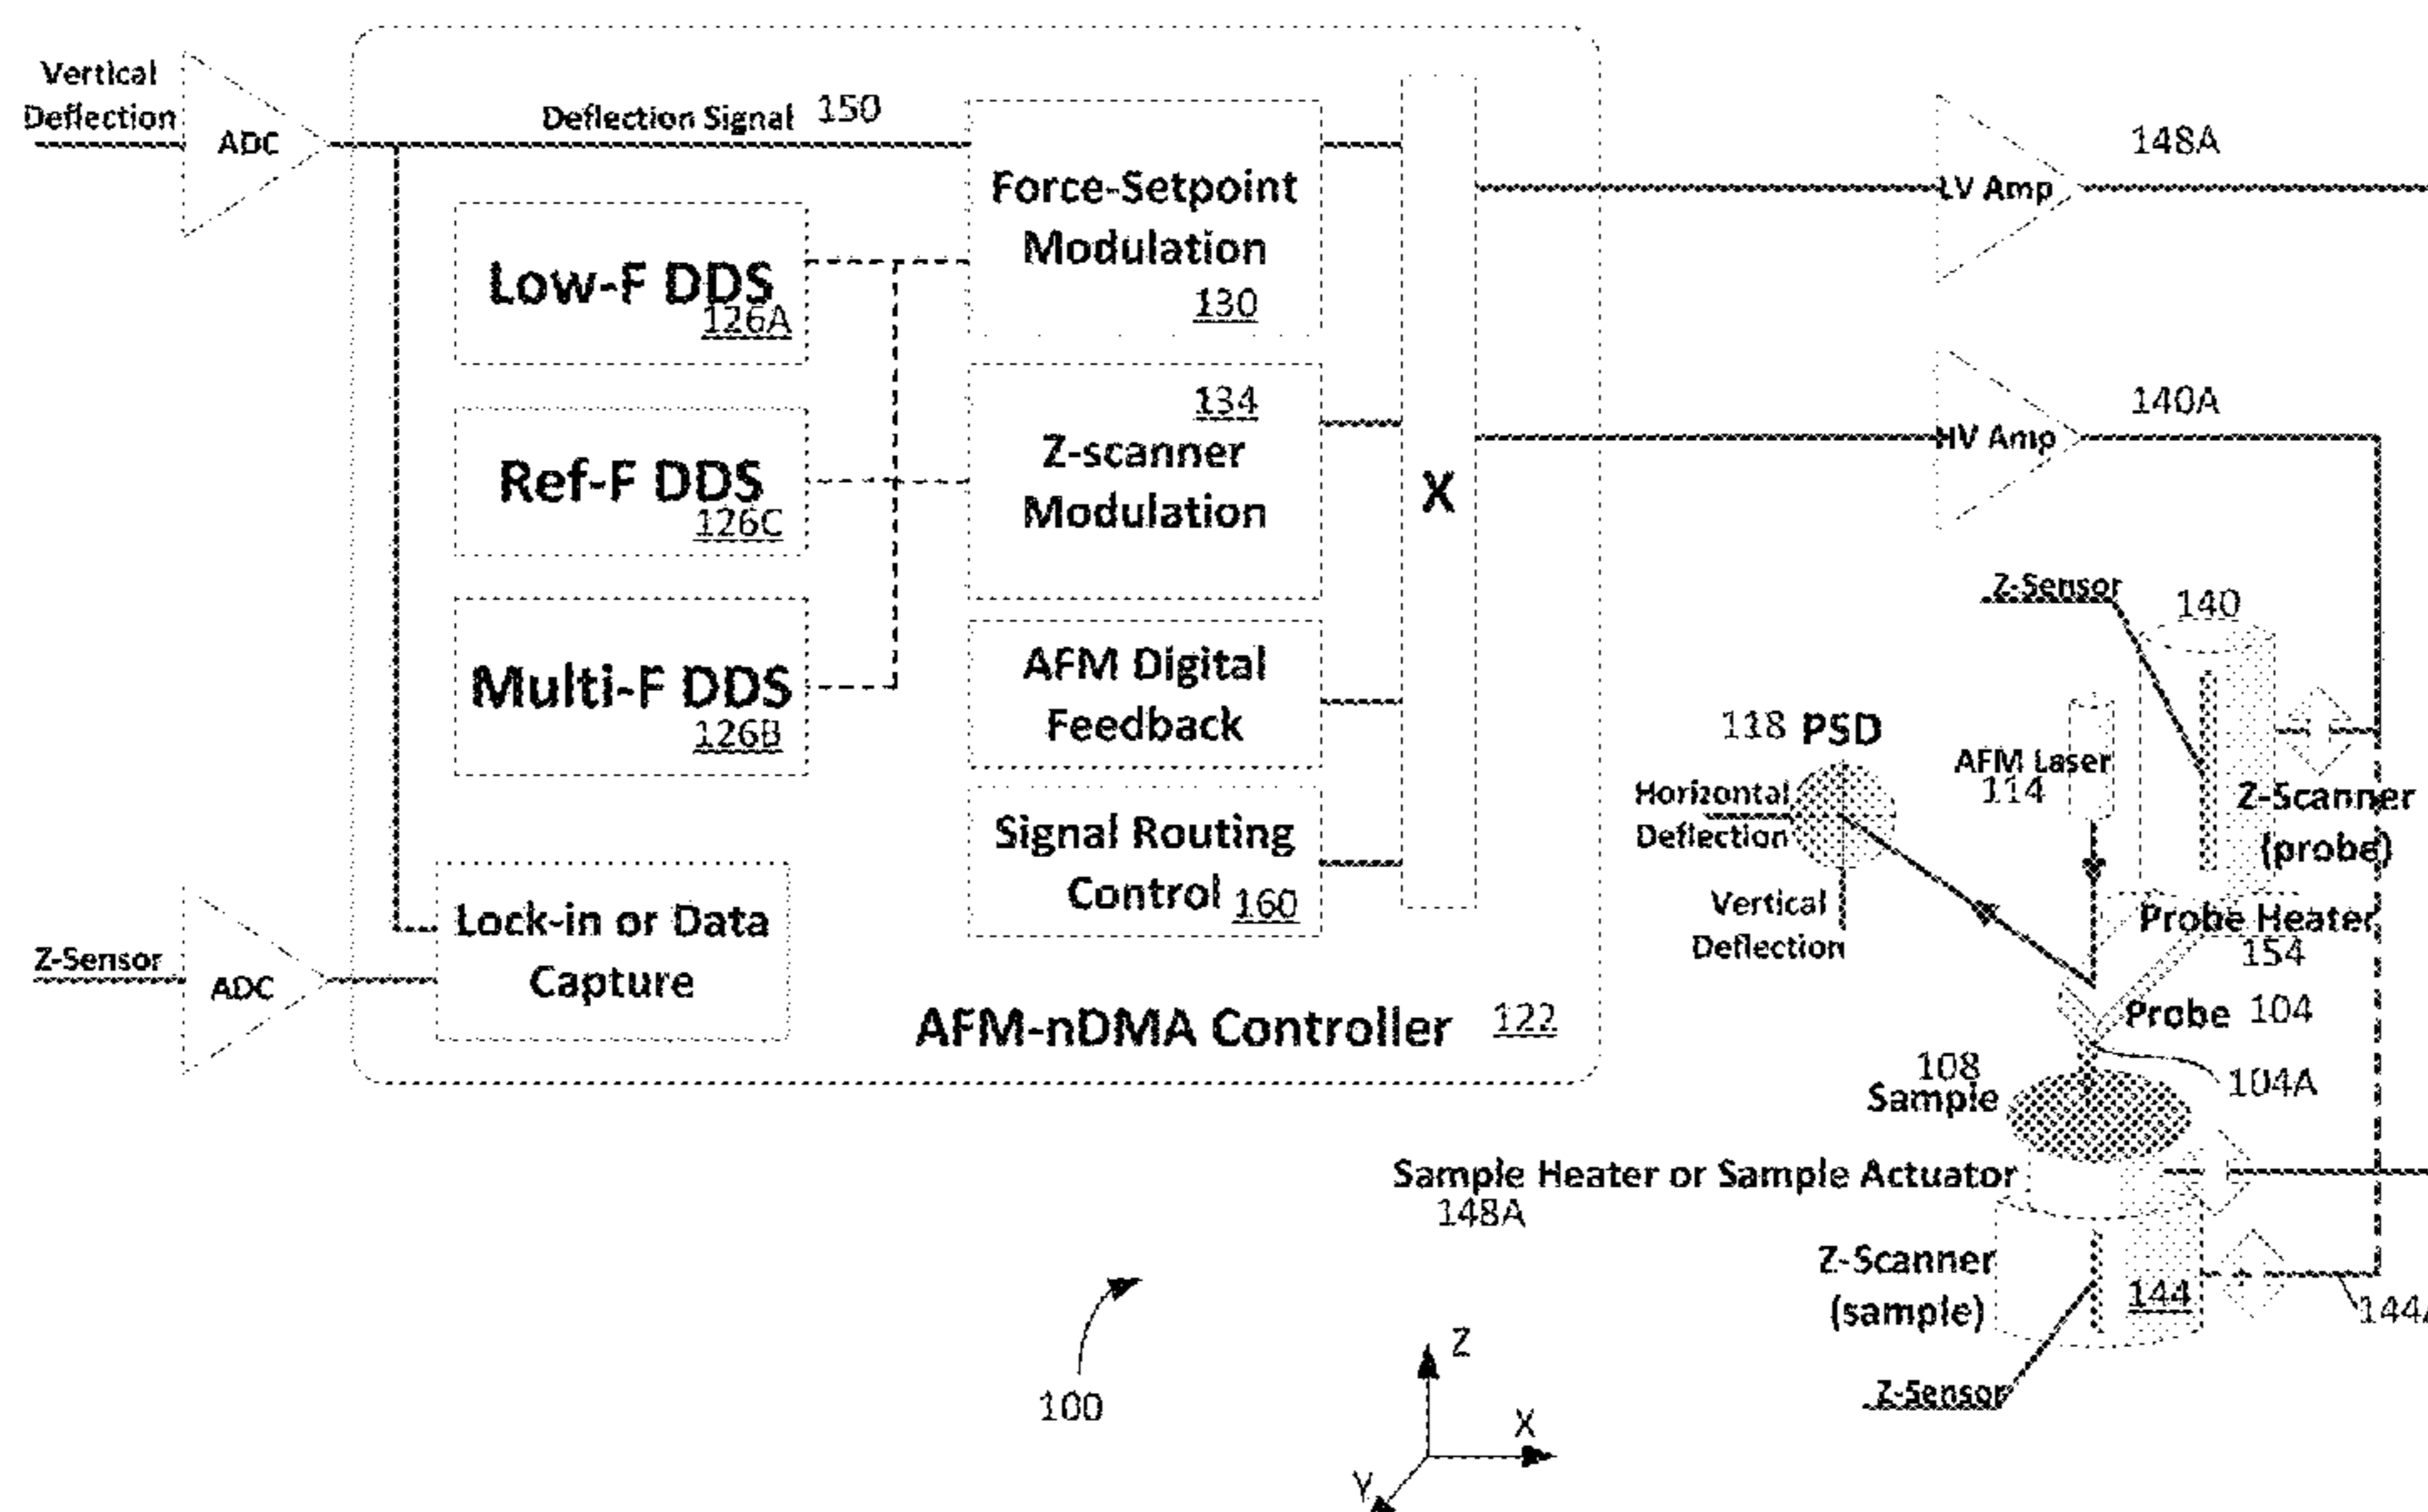 Vertical
Deflection
ADC
Deflection Signal 150
Force-Setpoint
Modulation
130
Low-F DDS
126A
134
Z-scanner
Modulation
Ref-F DDS
126C
AFM Digital
Feedback
Multi-F DDS
126B
Signal Routing
Control 160
X
Lock-in or Data
Capture
Z-Sensor
ADC
AFM-nDMA Controller 122
LV Amp
148A
HV Amp
140A
Z-Sensor
140
118 PSD
AFM Laser
114
Horizontal
Deflection
Vertical
Deflection
Z-Scanner
(probe)
Probe Heater
154
Probe 104
104A
108
Sample
Sample Heater or Sample Actuator
148A
Z-Scanner
(sample)
144
144A
Z-Sensor
100
Z
X
Y